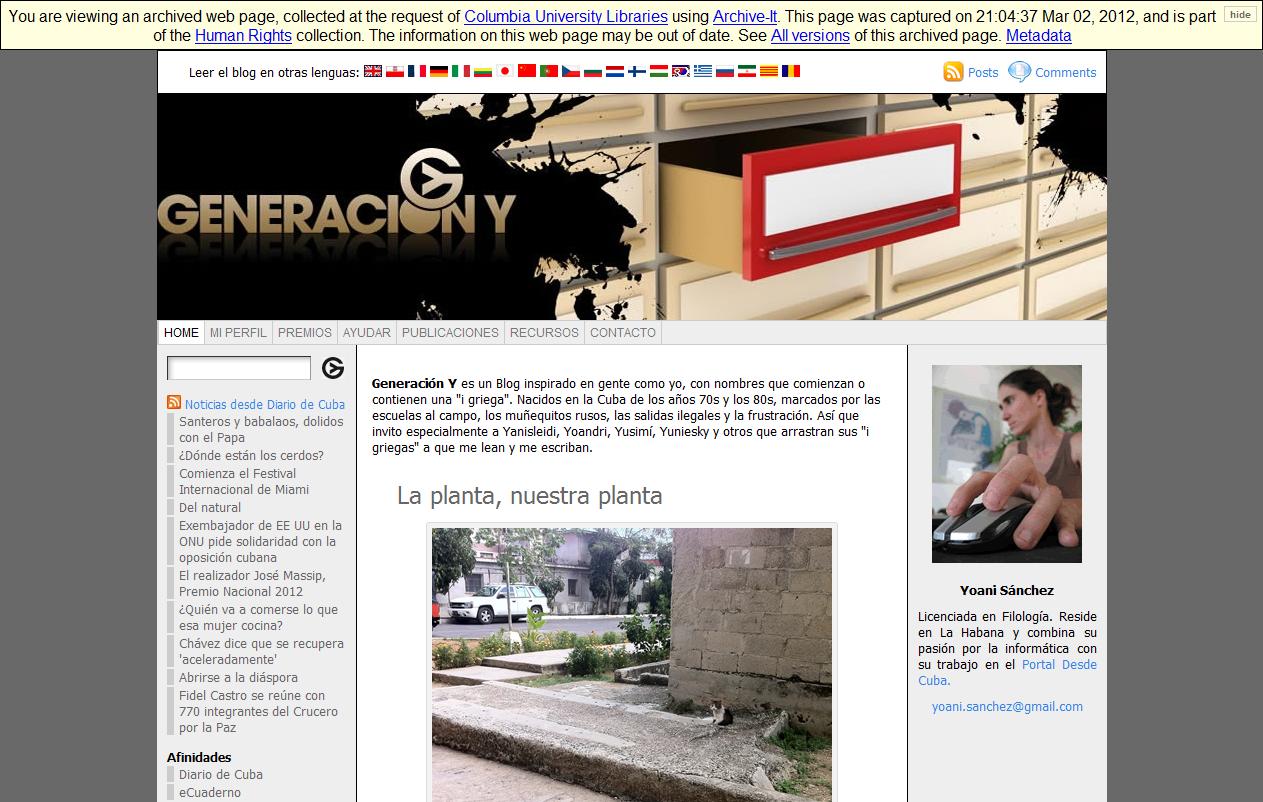 You are viewing an archived web page, collected at the request of Columbia University Libraries using Archive-It. This page was captured on 21:04:37 Mar 02, 2012, and is part
of the Human Rights collection. The information on this web page may be out of date. See All versions of this archived page. Metadata
hide
Leer el blog en otras lenguas:
Posts
Comments
GENERACION Y
HOME
MI PERFIL
PREMIOS
AYUDAR
PUBLICACIONES
RECURSOS
CONTACTO
Noticias desde Diario de Cuba
Santeros y babalaos, dolidos
con el Papa
¿Dónde están los cerdos?
Comienza el Festival
Internacional de Miami
Del natural
Exembajador de EE UU en la
ONU pide solidaridad con la
oposición cubana
El realizador José Massip,
Premio Nacional 2012
¿Quién va a comerse lo que
esa mujer cocina?
Chávez dice que se recupera
'aceleradamente'
Abrirse a la diáspora
Fidel Castro se reúne con
770 integrantes del Crucero
por la Paz
Afinidades
Diario de Cuba
eCuaderno
Generación Y es un Blog inspirado en gente como yo, con nombres que comienzan o
contienen una "i griega". Nacidos en la Cuba de los años 70s y los 80s, marcados por las
escuelas al campo, los muñequitos rusos, las salidas ilegales y la frustración. Así que
invito especialmente a Yanisleidi, Yoandri, Yusimí, Yuniesky y otros que arrastran sus "i
griegas" a que me lean y me escriban.
La planta, nuestra planta
Yoani Sánchez
Licenciada en Filología. Reside
en La Habana y combina su
pasión por la informática con
su trabajo en el Portal Desde
Cuba.
yoani.sanchez@gmail.com